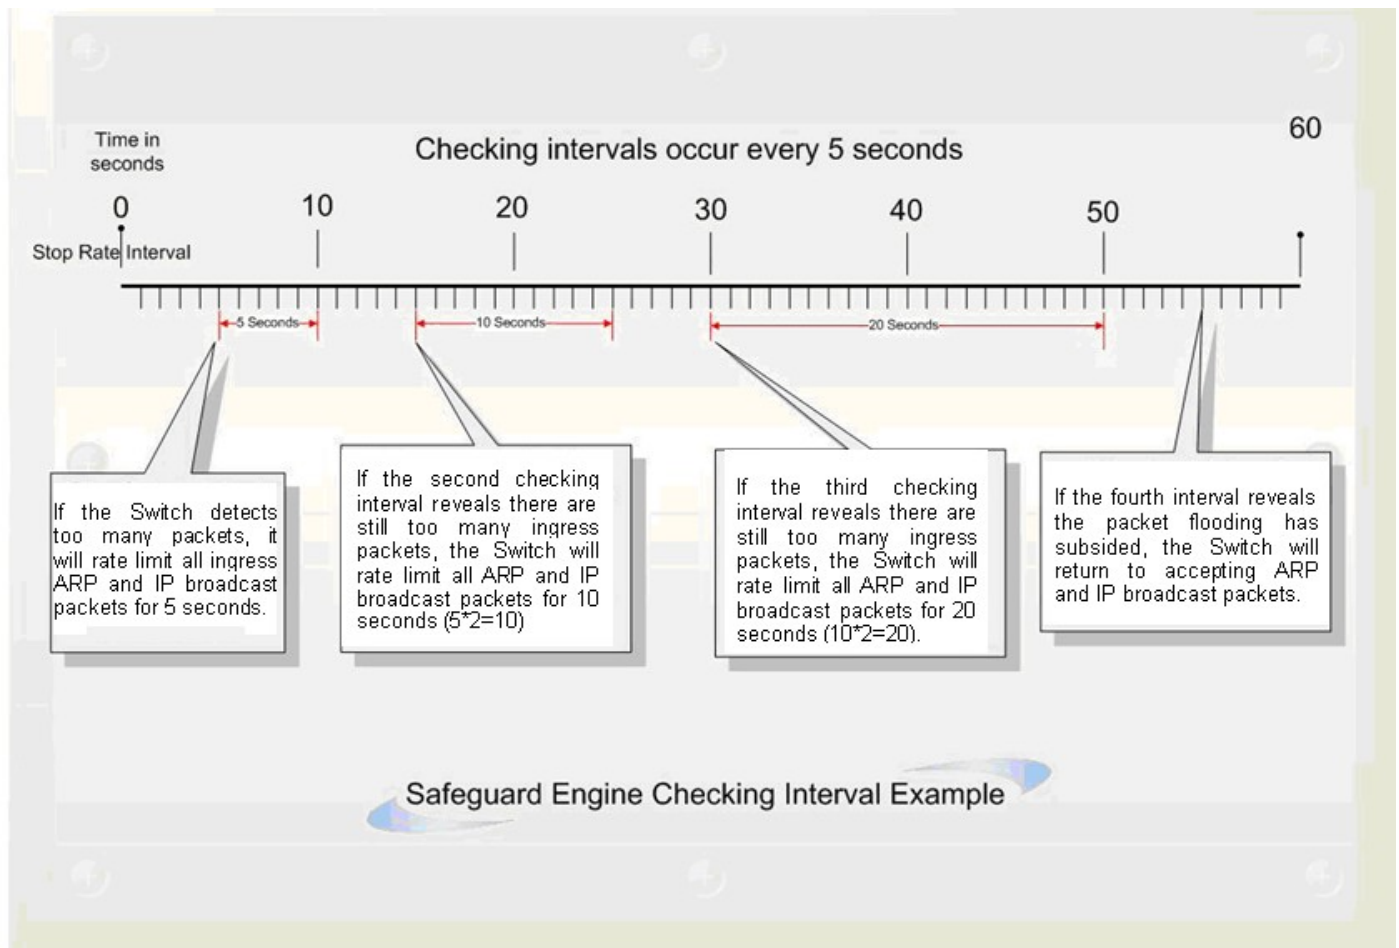 Time in
seconds
Checking intervals occur every 5 seconds
60
0
10
20
30
40
50
Stop Rate Interval
5 Seconds
10 Seconds
20 Seconds
If the Switch detects
too many packets, it
will rate limit all ingress
ARP and IP broadcast
packets for 5 seconds.
If the second checking
interval reveals there are
still too many ingress
packets, the Switch will
rate limit all ARP and IP
broadcast packets for 10
seconds (5*2=10)
If the third checking
interval reveals there are
still too many ingress
packets, the Switch will
rate limit all ARP and IP
broadcast packets for 20
seconds (10*2=20).
If the fourth interval reveals
the packet flooding has
subsided, the Switch will
return to accepting ARP
and IP broadcast packets.
Safeguard Engine Checking Interval Example